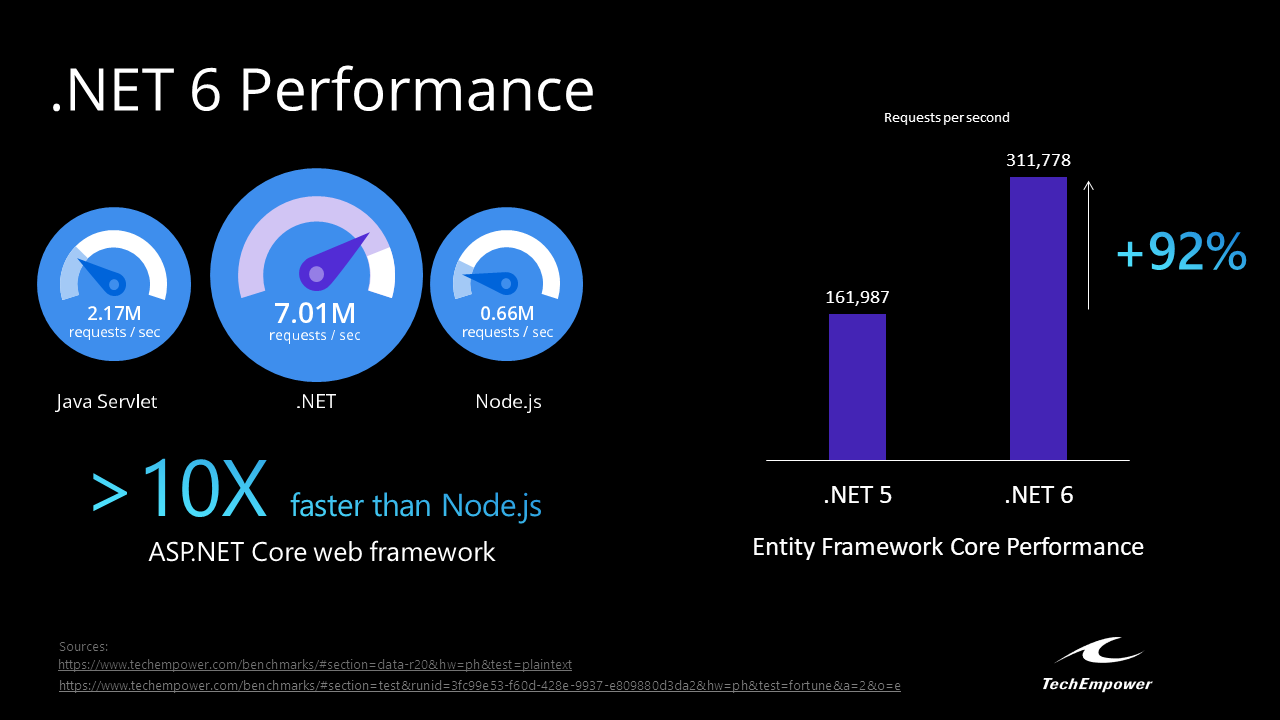 .NET 6 Performance
2.17M
requests / sec
Java Servlet
7.01M
requests / sec
.NET
0.66M
requests / sec
Node.js
>10X faster than Node.js
ASP.NET Core web framework
Requests per second
161,987
311,778
+92%
.NET 5
.NET 6
Entity Framework Core Performance
Sources:
https://www.techempower.com/benchmarks/#section=data-r20&hw=ph&test=plaintext
https://www.techempower.com/benchmarks/#section=test&runid=3fc99e53-f60d-428e-9937-e809880d3da2&hw=ph&test=fortune&a=2&o=e
TechEmpower